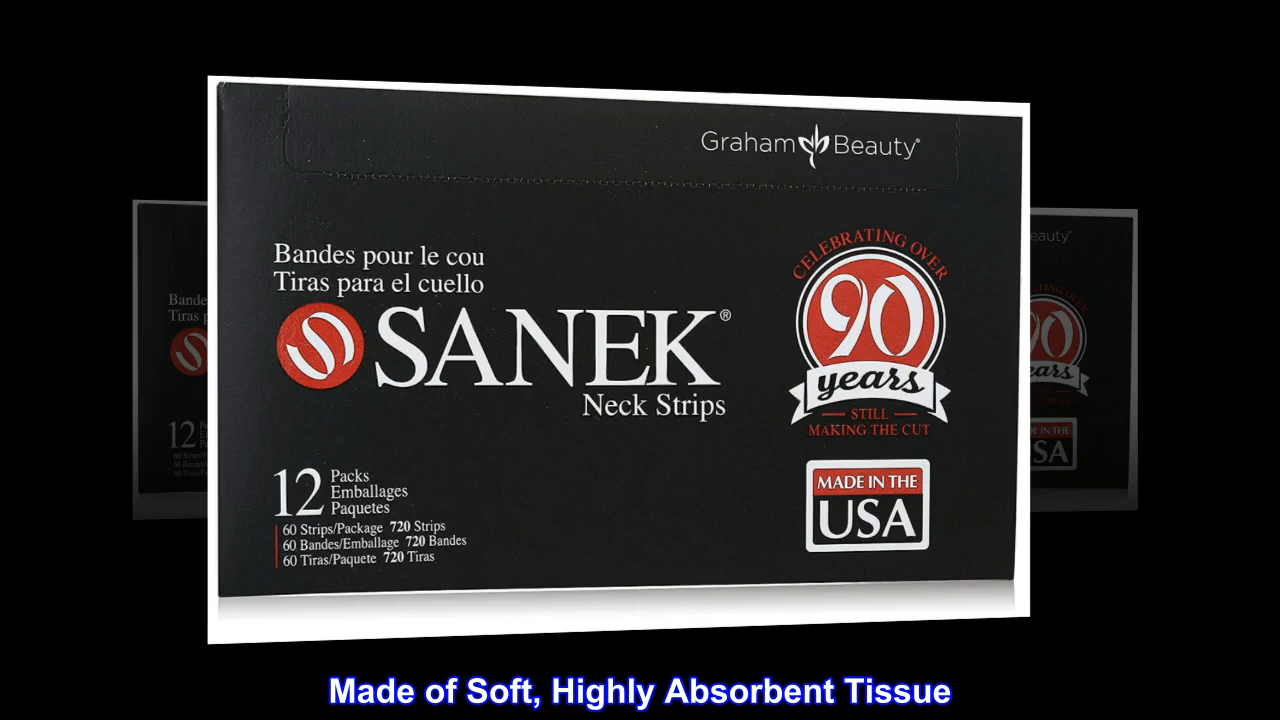 Graham Beauty®
Bandes pour le cou
Tiras para el cuello
SANEK®
Neck Strips
CELEBRATING OVER
90
years
STILL
MAKING THE CUT
12 Packs
Emballages
Paquetes
60 Strips/Package 720 Strips
60 Bandes/Emballage 720 Bandes
60 Tiras/Paquete 720 Tiras
MADE IN THE
USA
Made of Soft, Highly Absorbent Tissue